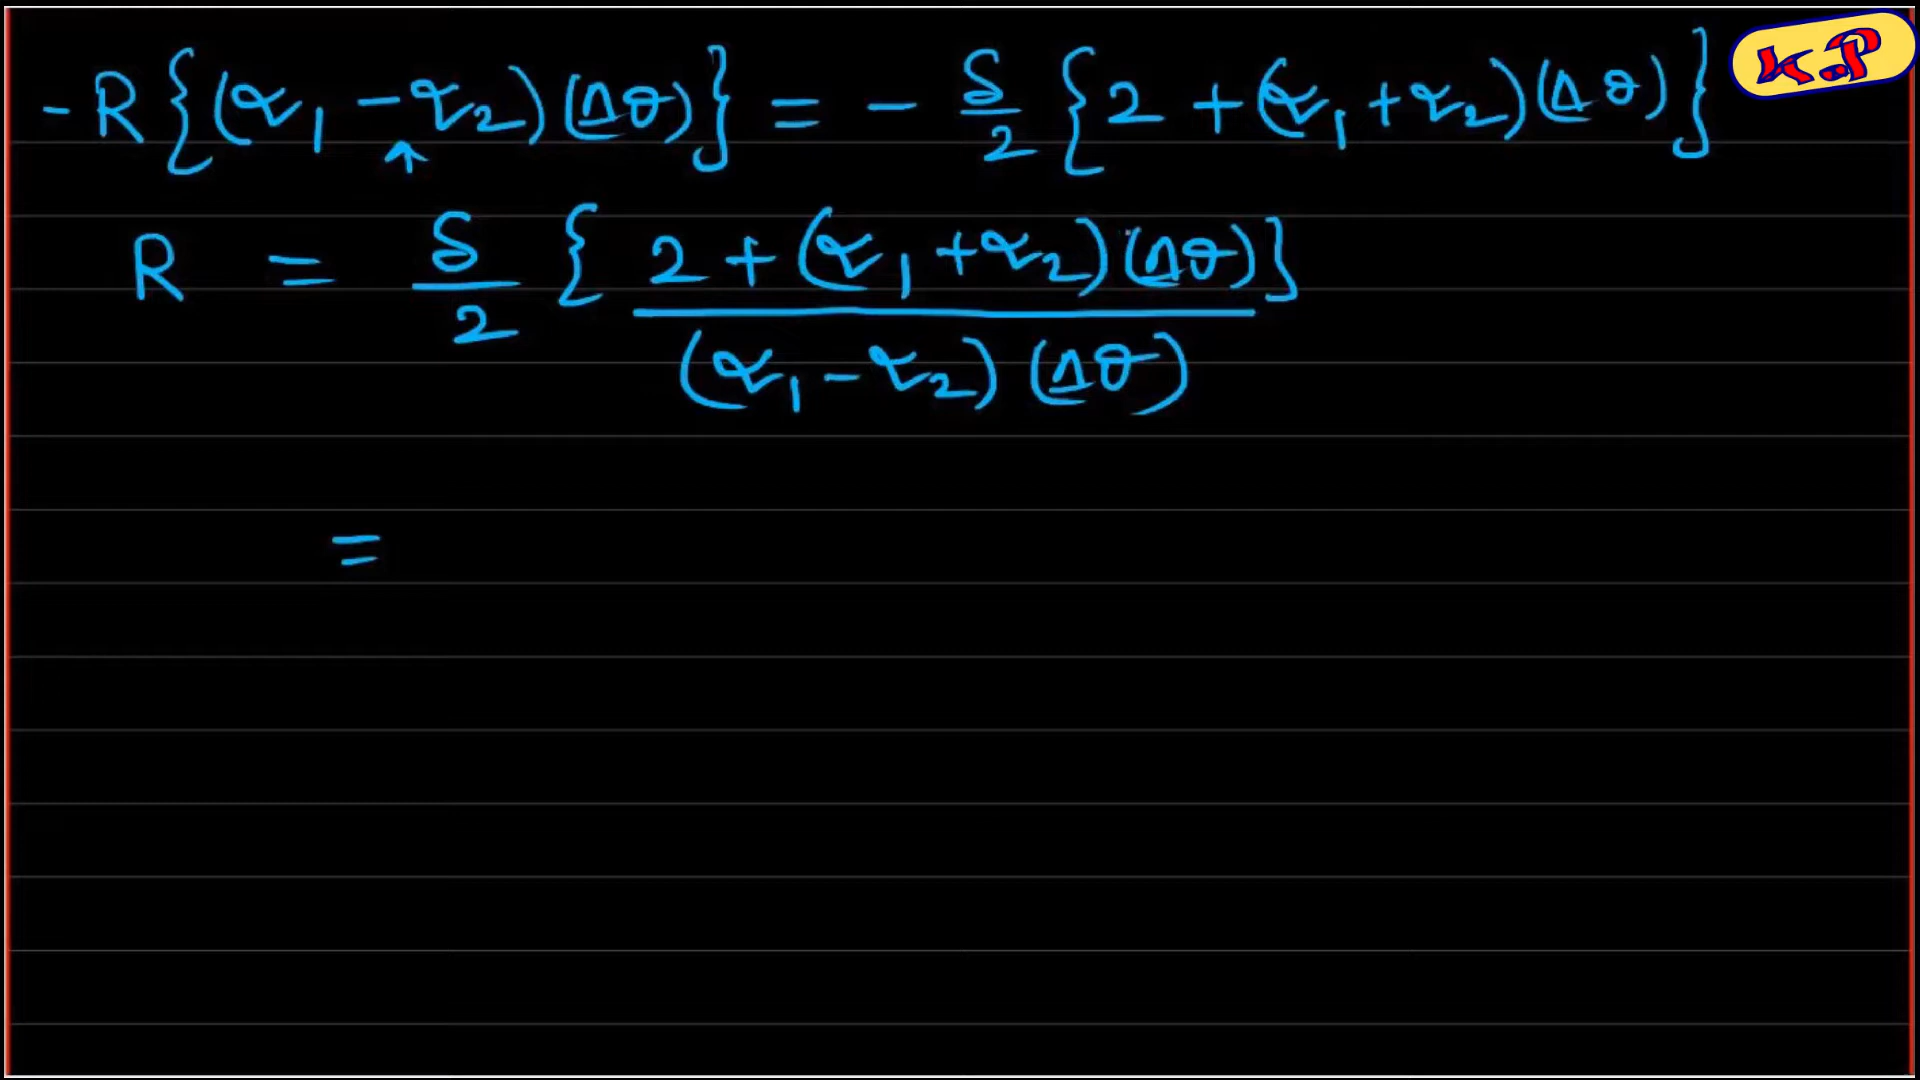 K.P
-R{(α₁ - α₂)(Δθ)} = - δ/2 {2 + (α₁ + α₂)(Δθ)}
R = δ/2 { 2 + (α₁ + α₂)(Δθ) / (α₁ - α₂)(Δθ) }
=